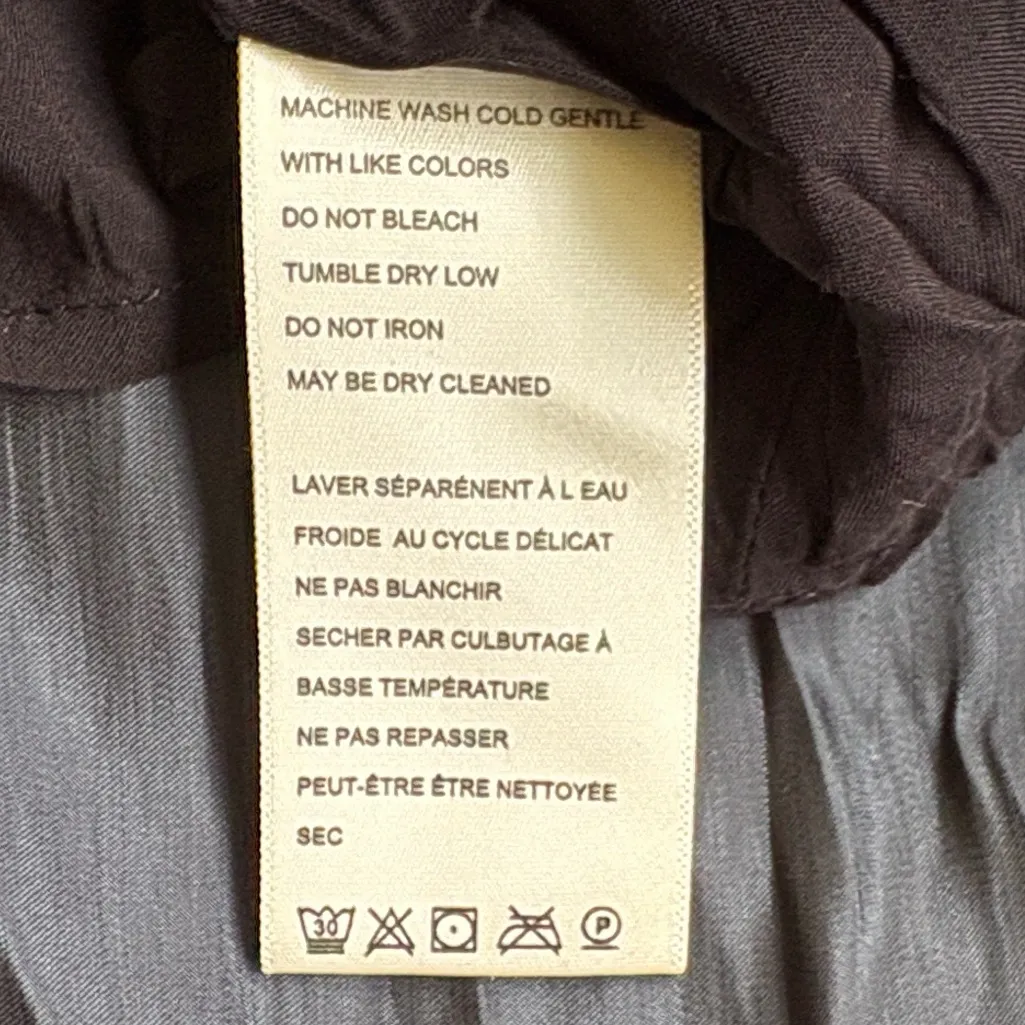 MACHINE WASH COLD GENTLE
WITH LIKE COLORS
DO NOT BLEACH
TUMBLE DRY LOW
DO NOT IRON
MAY BE DRY CLEANED
LAVER SÉPARÉNENT À L EAU
FROIDE AU CYCLE DÉLICAT
NE PAS BLANCHIR
SECHER PAR CULBUTAGE À
BASSE TEMPÉRATURE
NE PAS REPASSER
PEUT-ÊTRE ÊTRE NETTOYÉE
SEC
30 P